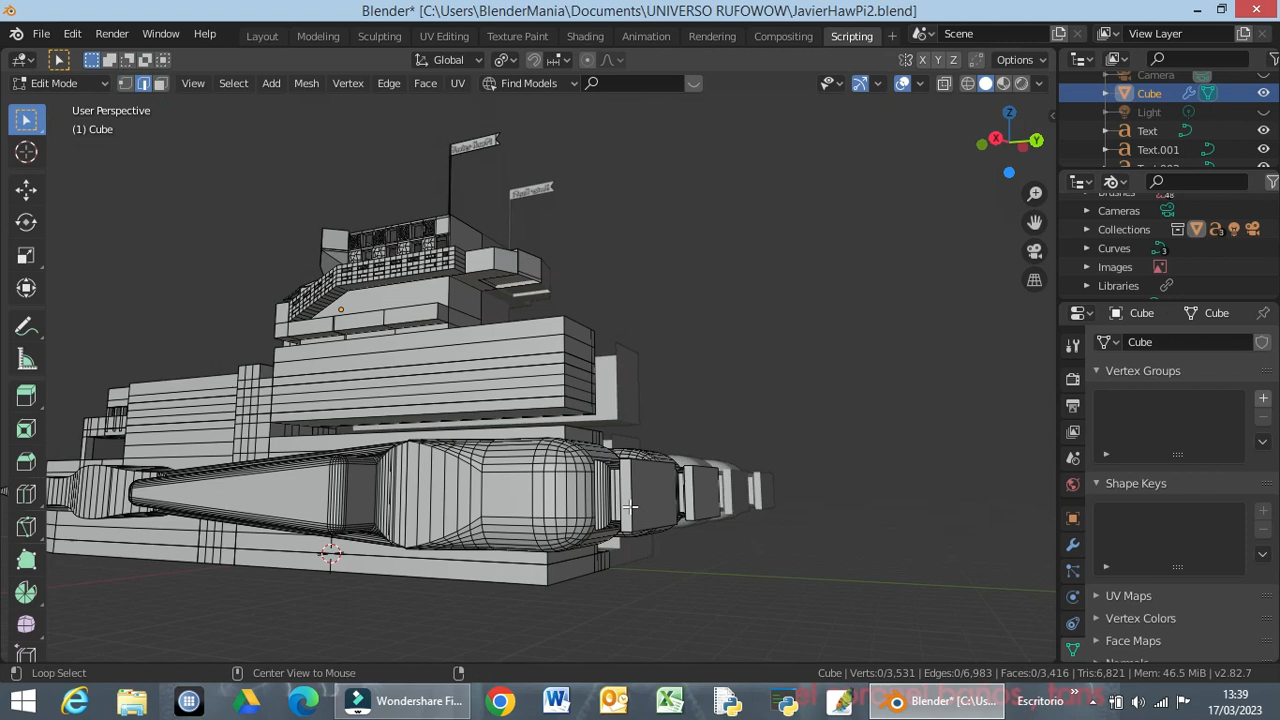 Blender* [C:\Users\BlenderMania\Documents\UNIVERSO RUFOWOW\JavierHawPi2.blend]
File Edit Render Window Help
Layout Modeling Sculpting UV Editing Texture Paint Shading Animation Rendering Compositing Scripting
Scene View Layer
Global X Y Z Options
Edit Mode View Select Add Mesh Vertex Edge Face UV Find Models
User Perspective
(1) Cube
Z
X Y
Camera
Cube
Light
Text
Text.001
Brushes 48
Cameras
Collections 3
Curves 3
Images
Libraries
Cube Cube
Cube
Vertex Groups
Shape Keys
UV Maps
Vertex Colors
Face Maps
Loop Select Center View to Mouse Cube | Verts:0/3,531 | Edges:0/6,983 | Faces:0/3,416 | Tris:6,821 | Mem: 46.5 MiB | v2.82.7
Wondershare Fi...
Blender* [C:\Us...
Escritorio
13:39
17/03/2023